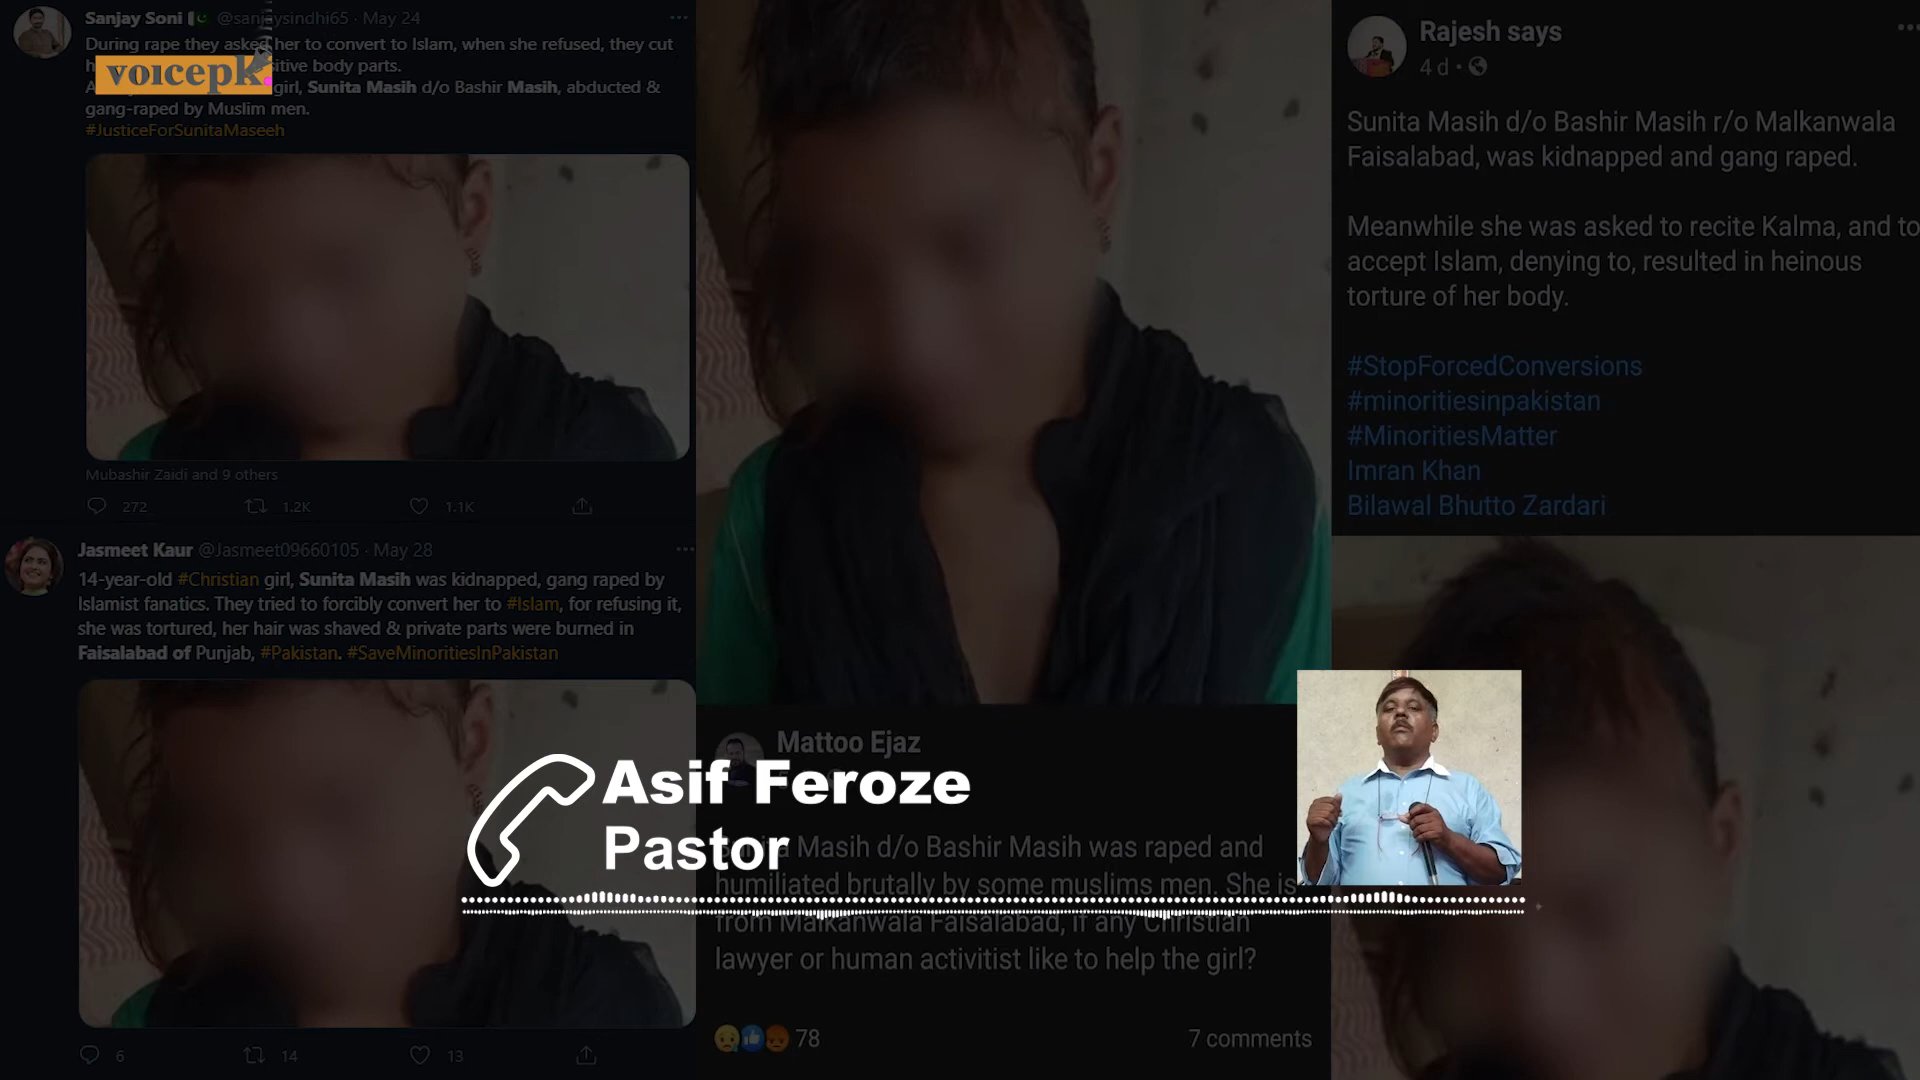 Sanjay Soni
@sanjaysindhi65 · May 24
During rape they asked her to convert to Islam, when she refused, they cut
h
sitive body parts.
voicepk.
A
girl, Sunita Masih d/o Bashir Masih, abducted &
gang-raped by Muslim men.
#JusticeForSunitaMaseeh
Mubashir Zaidi and 9 others
272
1.2K
1.1K
Jasmeet Kaur @Jasmeet09660105 · May 28
14-year-old #Christian girl, Sunita Masih was kidnapped, gang raped by
Islamist fanatics. They tried to forcibly convert her to #Islam, for refusing it,
she was tortured, her hair was shaved & private parts were burned in
Faisalabad of Punjab, #Pakistan. #SaveMinoritiesInPakistan
6
14
13
Mattoo Ejaz
Masih d/o Bashir Masih was raped and
humiliated brutally by some muslims men. She is
from Malkanwala Faisalabad, if any Christian
lawyer or human activitist like to help the girl?
78
7 comments
Rajesh says
4 d ·
Sunita Masih d/o Bashir Masih r/o Malkanwala
Faisalabad, was kidnapped and gang raped.
Meanwhile she was asked to recite Kalma, and to
accept Islam, denying to, resulted in heinous
torture of her body.
#StopForcedConversions
#minoritiesinpakistan
#MinoritiesMatter
Imran Khan
Bilawal Bhutto Zardari
Asif Feroze
Pastor